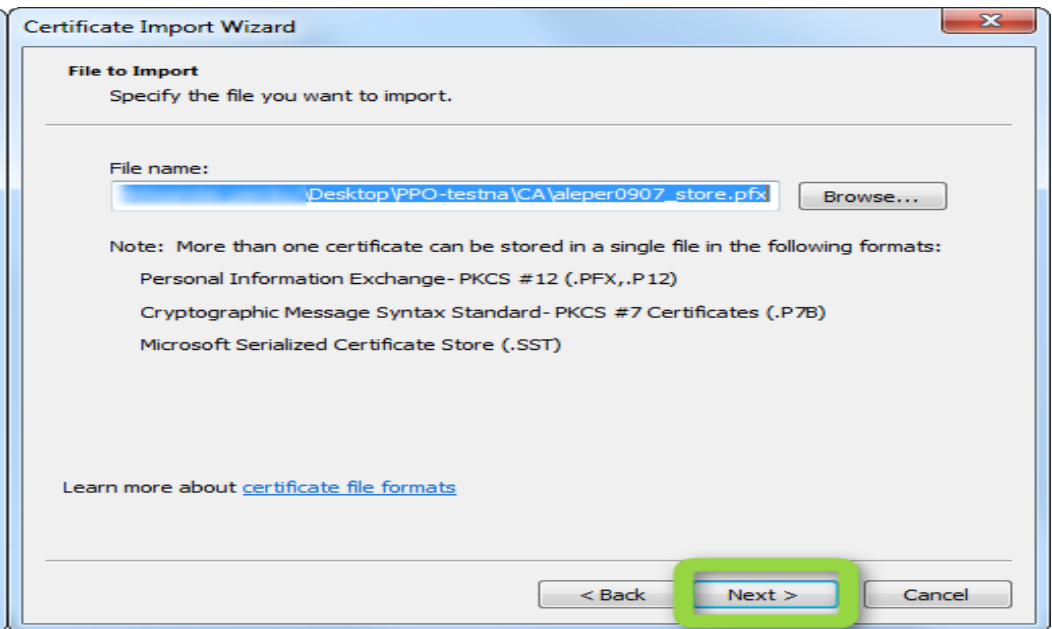 Certificate Import Wizard
File to Import
Specify the file you want to import.
File name:
\Desktop\PPO-testna\CA\aleper0907_store.pfx
Browse...
Note: More than one certificate can be stored in a single file in the following formats:
Personal Information Exchange- PKCS #12 (.PFX,.P12)
Cryptographic Message Syntax Standard- PKCS #7 Certificates (.P7B)
Microsoft Serialized Certificate Store (.SST)
Learn more about certificate file formats
< Back Next > Cancel